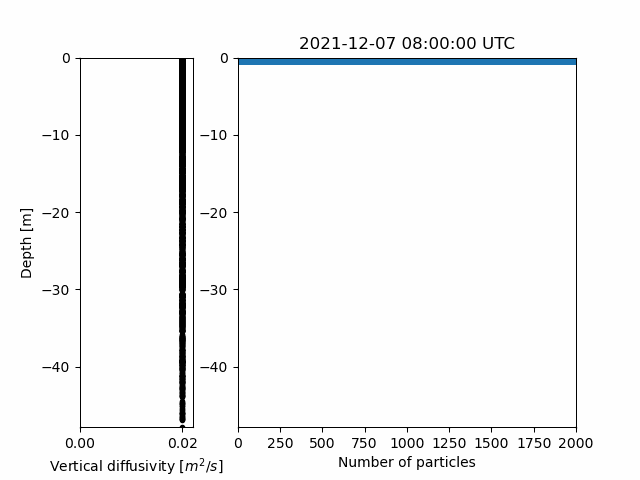 2021-12-07 08:00:00 UTC
0
−10
−20
−30
−40
Depth [m]
0.00 0.02
Vertical diffusivity [m²/s]
0
−10
−20
−30
−40
0 250 500 750 1000 1250 1500 1750 2000
Number of particles